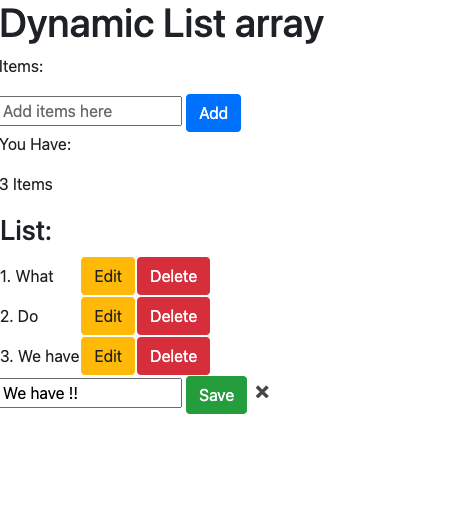 Dynamic List array
Items:
Add items here Add
You Have:
3 Items
List:
1. What Edit Delete
2. Do Edit Delete
3. We have Edit Delete
We have !! Save ×